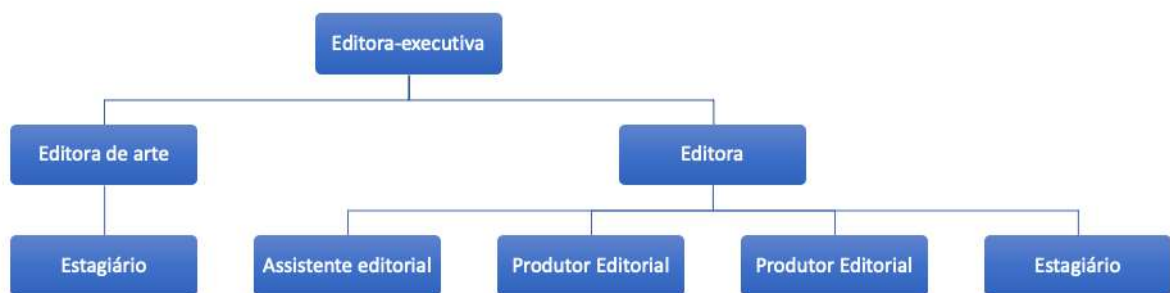 Editora-executiva
Editora de arte
Editora
Estagiário
Assistente editorial
Produtor Editorial
Produtor Editorial
Estagiário